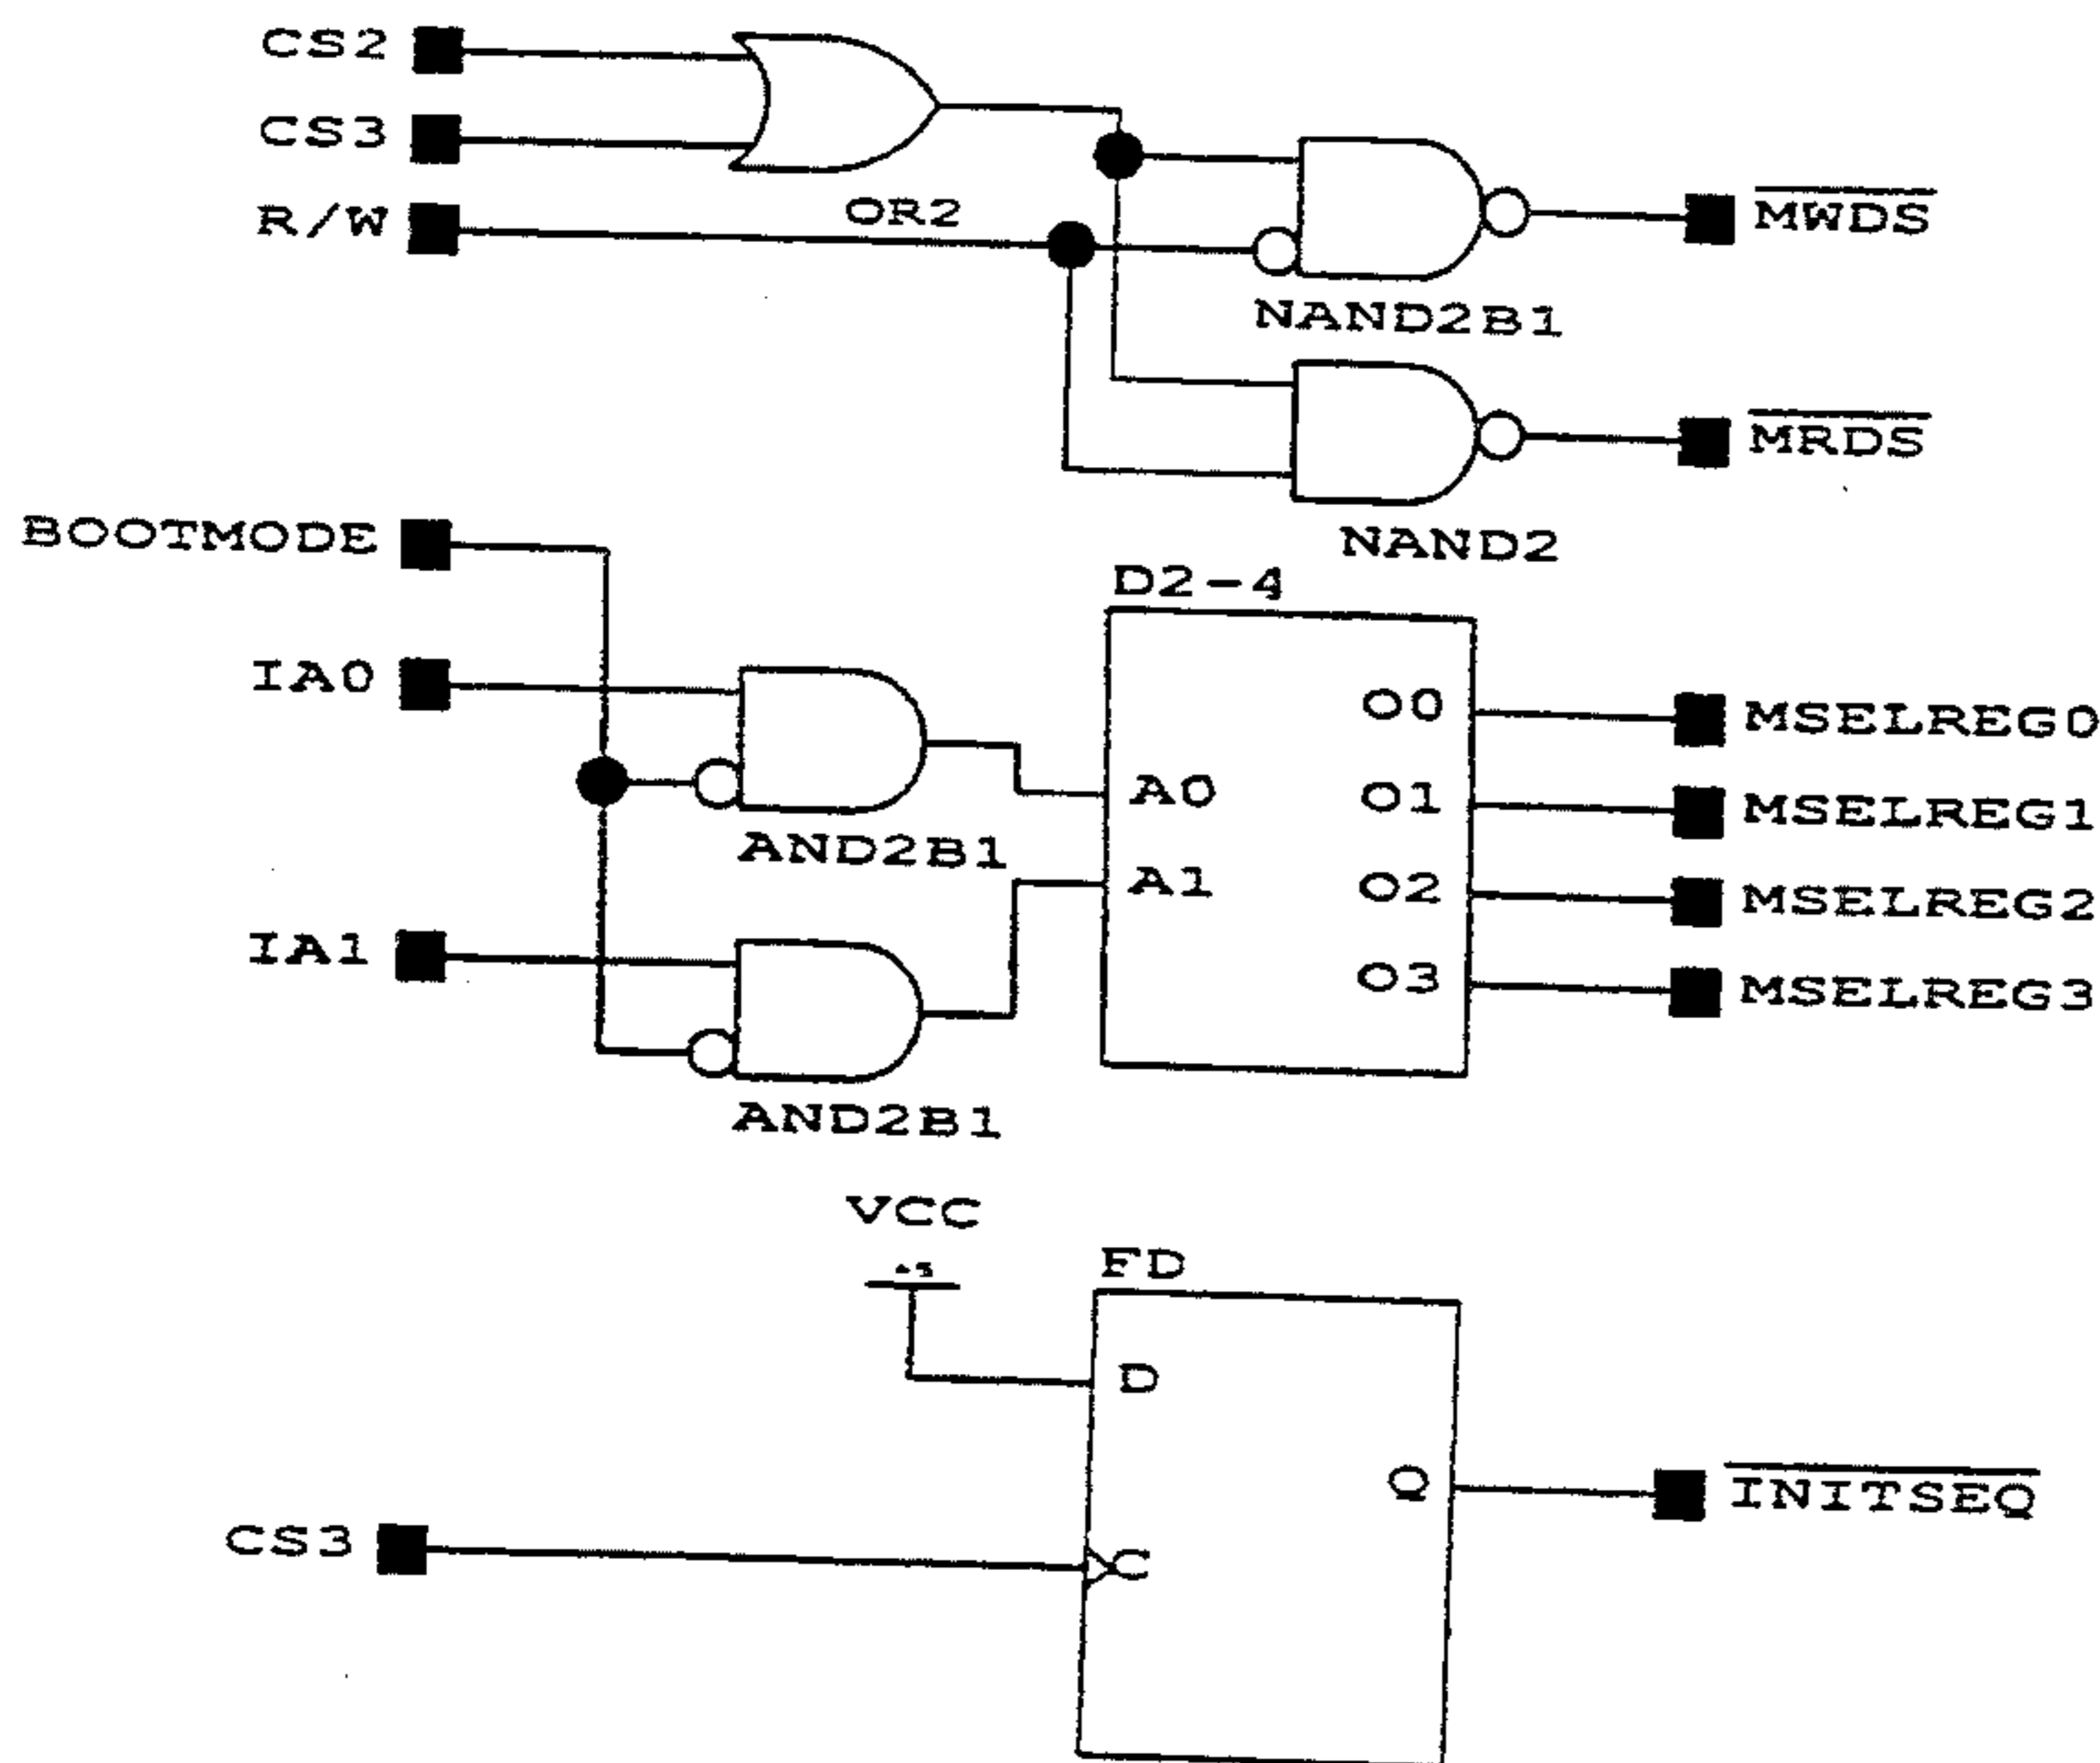 CS2
CS3
R/W
OR2
MWDS
NAND2B1
MRDS
NAND2
BOOTMODE
D2-4
IA0
O0
MSELREG0
A0
O1
MSELREG1
AND2B1
A1
O2
MSELREG2
IA1
O3
MSELREG3
AND2B1
VCC
FD
D
Q
INITSEQ
CS3
C